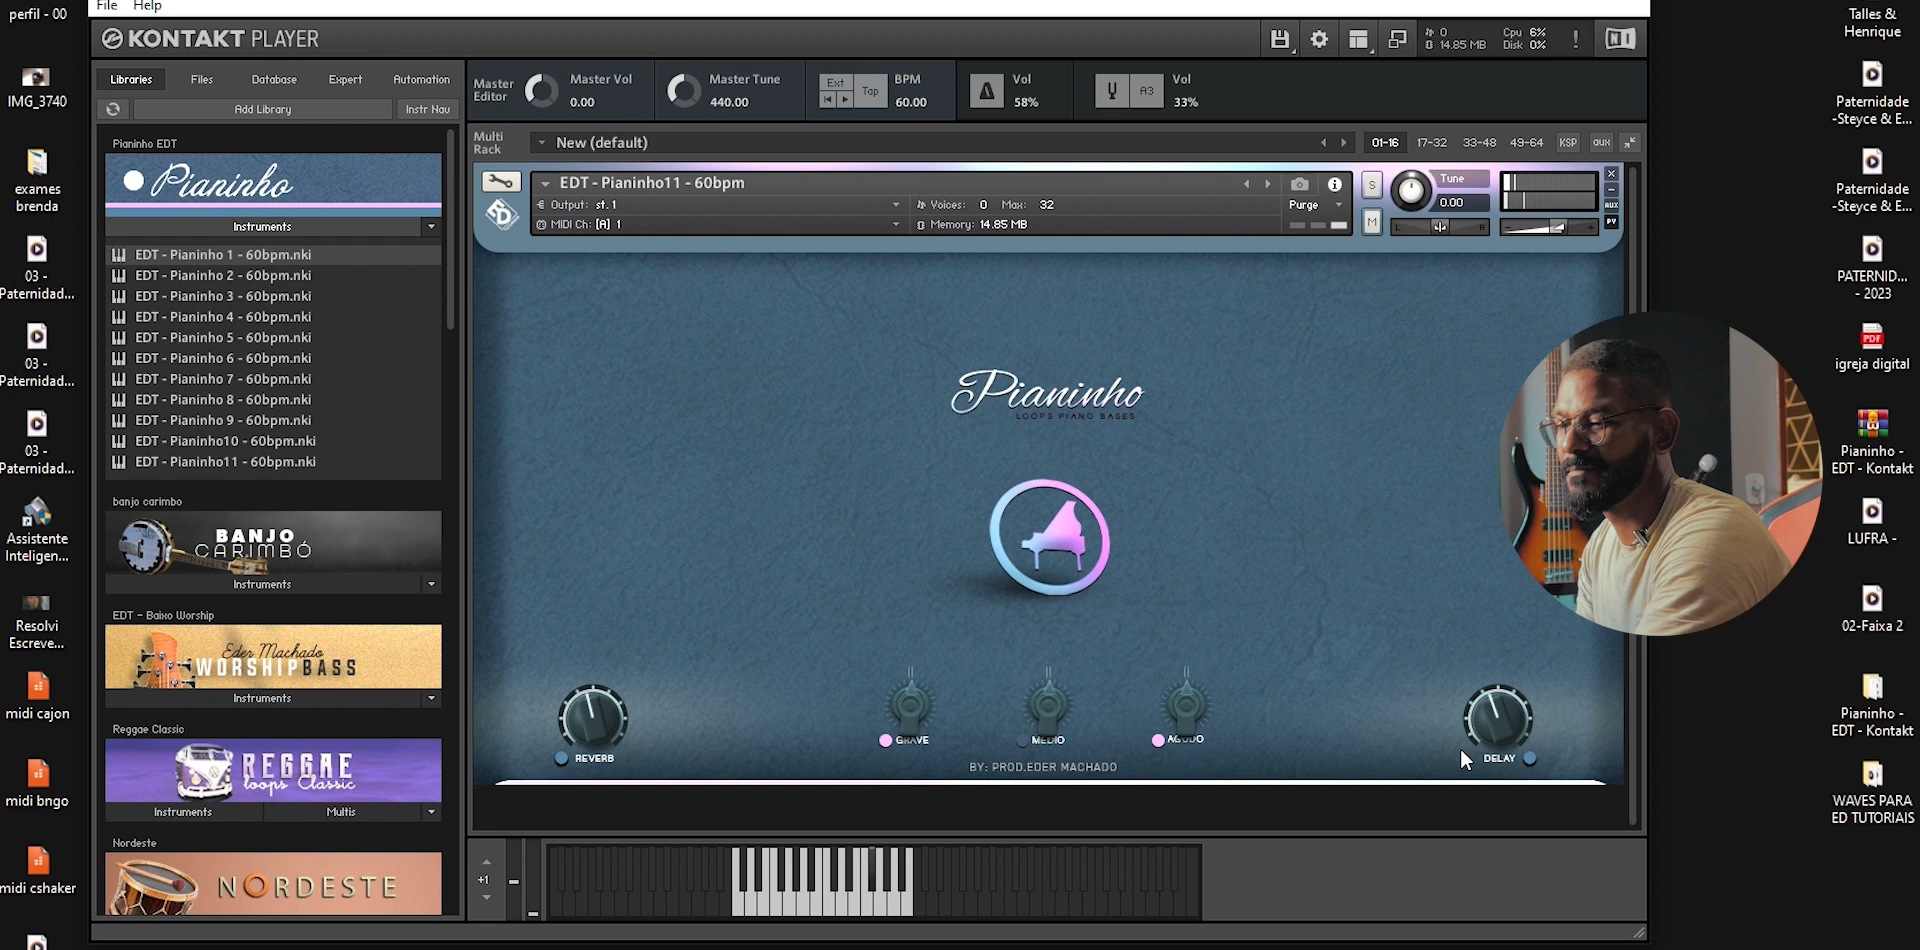 perfil - 00
IMG_3740
exames
brenda
03 -
Paternidad...
03 -
Paternidad...
03 -
Paternidad...
Assistente
Inteligen...
Resolvi
Escreve...
midi cajon
midi bngo
midi cshaker
File Help
KONTAKT PLAYER
0
14.85 MB
Cpu 6%
Disk 0%
!
Libraries Files Database Expert Automation
Add Library Instr Nav
Master
Editor
Master Vol
0.00
Master Tune
440.00
Ext
Tap
BPM
60.00
Vol
58%
A3
Vol
33%
Multi
Rack
New (default)
01-16 17-32 33-48 49-64 KSP aux
Pianinho EDT
Pianinho
Instruments
EDT - Pianinho 1 - 60bpm.nki
EDT - Pianinho 2 - 60bpm.nki
EDT - Pianinho 3 - 60bpm.nki
EDT - Pianinho 4 - 60bpm.nki
EDT - Pianinho 5 - 60bpm.nki
EDT - Pianinho 6 - 60bpm.nki
EDT - Pianinho 7 - 60bpm.nki
EDT - Pianinho 8 - 60bpm.nki
EDT - Pianinho 9 - 60bpm.nki
EDT - Pianinho10 - 60bpm.nki
EDT - Pianinho11 - 60bpm.nki
banjo carimbo
BANJO
CARIMBÓ
Instruments
EDT - Baixo Worship
Eder Machado
WORSHIPBASS
Instruments
Reggae Classic
REGGAE
loops Classic
Instruments Multis
Nordeste
NORDESTE
EDT - Pianinho11 - 60bpm
Output: st. 1
Voices: 0 Max: 32
Purge
MIDI Ch: [A] 1
Memory: 14.85 MB
S
M
Tune
0.00
L R
aux
PV
Pianinho
LOOPS PIANO BASES
REVERB
GRAVE
MEDIO
AGUDO
DELAY
BY: PROD.EDER MACHADO
+1
Talles &
Henrique
Paternidade
-Steyce & E...
Paternidade
-Steyce & E...
PATERNID...
- 2023
PDF
igreja digital
Pianinho -
EDT - Kontakt
LUFRA -
02-Faixa 2
Pianinho -
EDT - Kontakt
WAVES PARA
ED TUTORIAIS